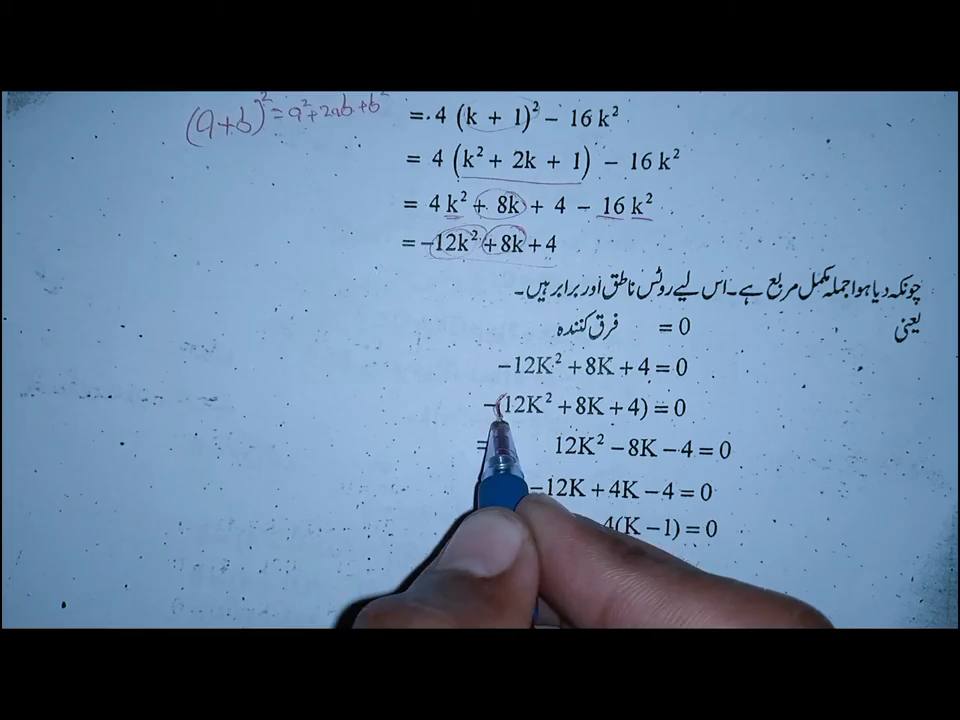 (a+b)² = a²+2ab+b²
= 4 (k + 1)² − 16 k²
= 4 (k² + 2k + 1) − 16 k²
= 4 k² + 8k + 4 − 16 k²
= −12k² + 8k + 4
چونکہ دیا ہوا جملہ مکمل مربع ہے۔ اس لیے روٹس ناطق اور برابر ہیں۔
یعنی
فرق کنندہ = 0
−12K² + 8K + 4 = 0
−(12K² + 8K + 4) = 0
= 12K² − 8K − 4 = 0
−12K + 4K − 4 = 0
4(K − 1) = 0